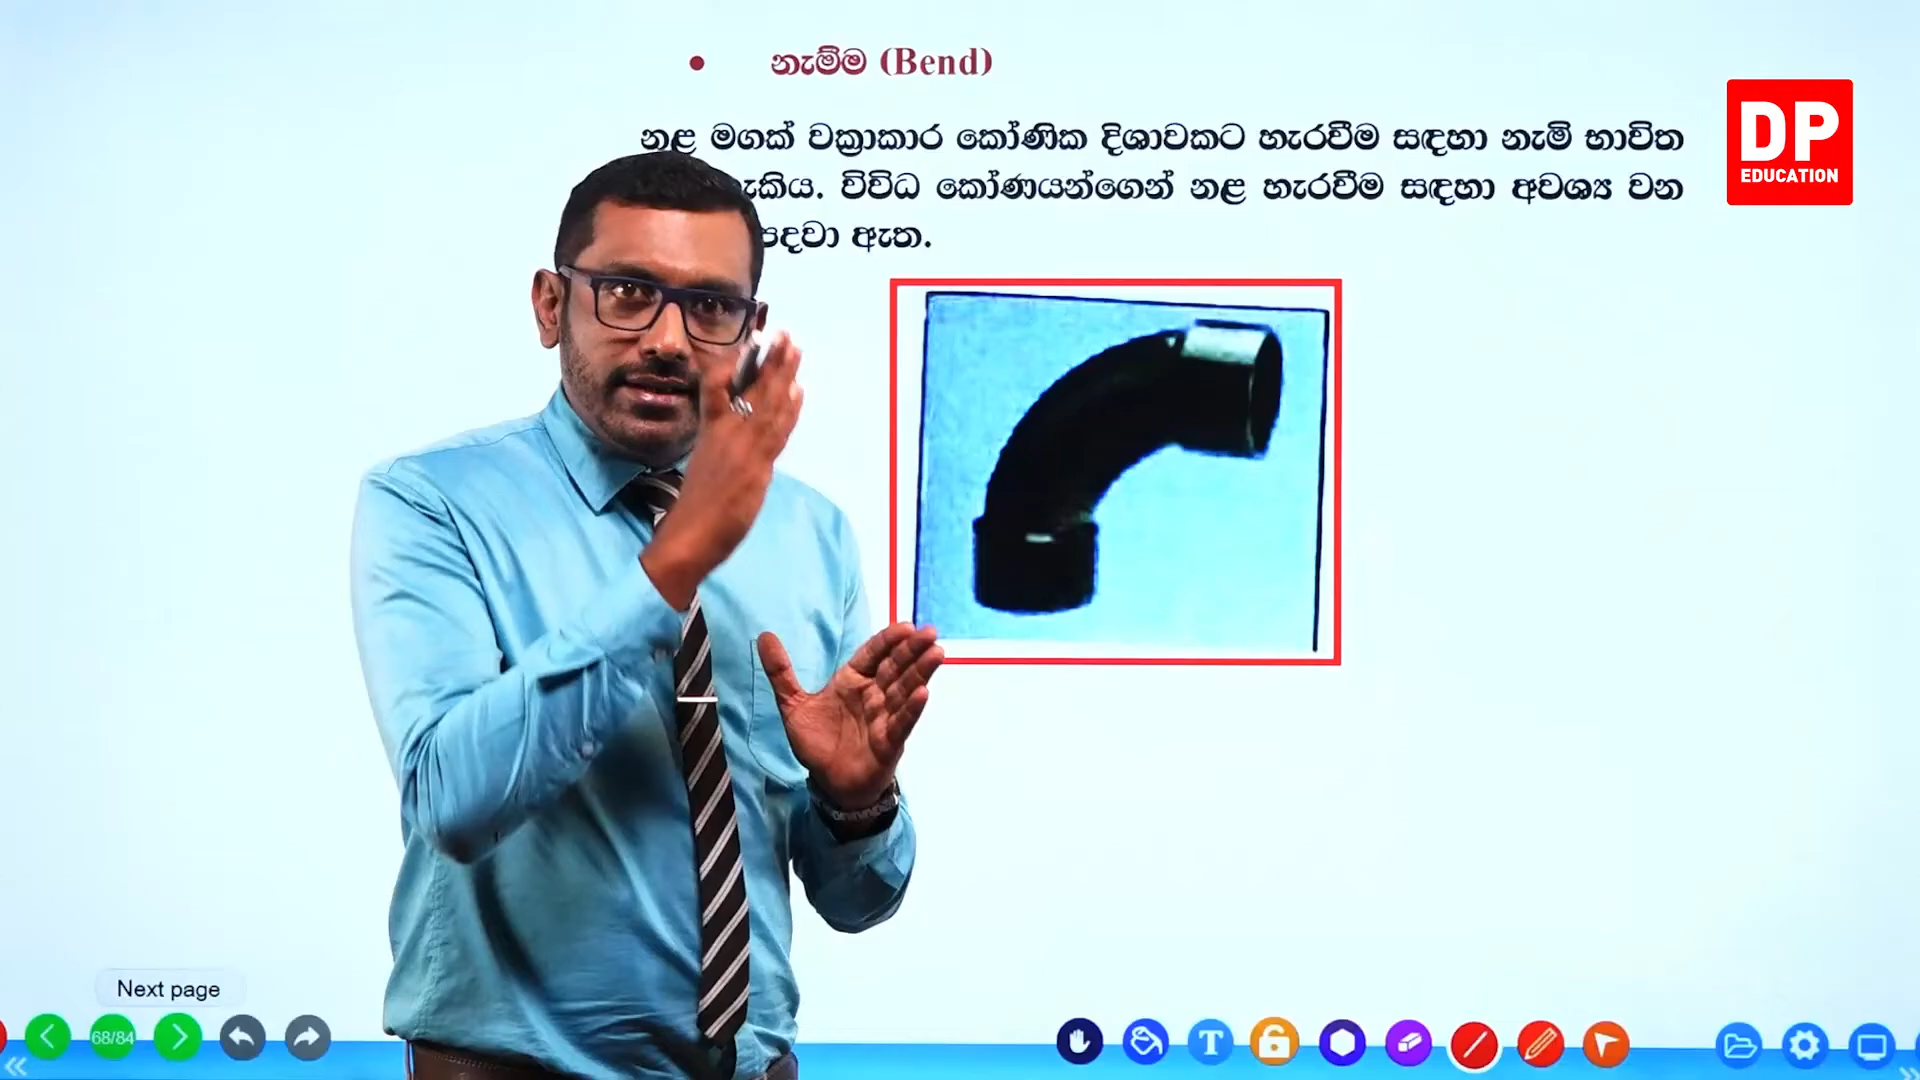 • නැම්ම (Bend)
නළ මගක් වක්‍රාකාර කෝණික දිශාවකට හැරවීම සඳහා නැමි භාවිත
විවිධ කෝණයන්ගෙන් නළ හැරවීම සඳහා අවශ්‍ය වන
ඇත.
DP
EDUCATION
Next page
68/84
T